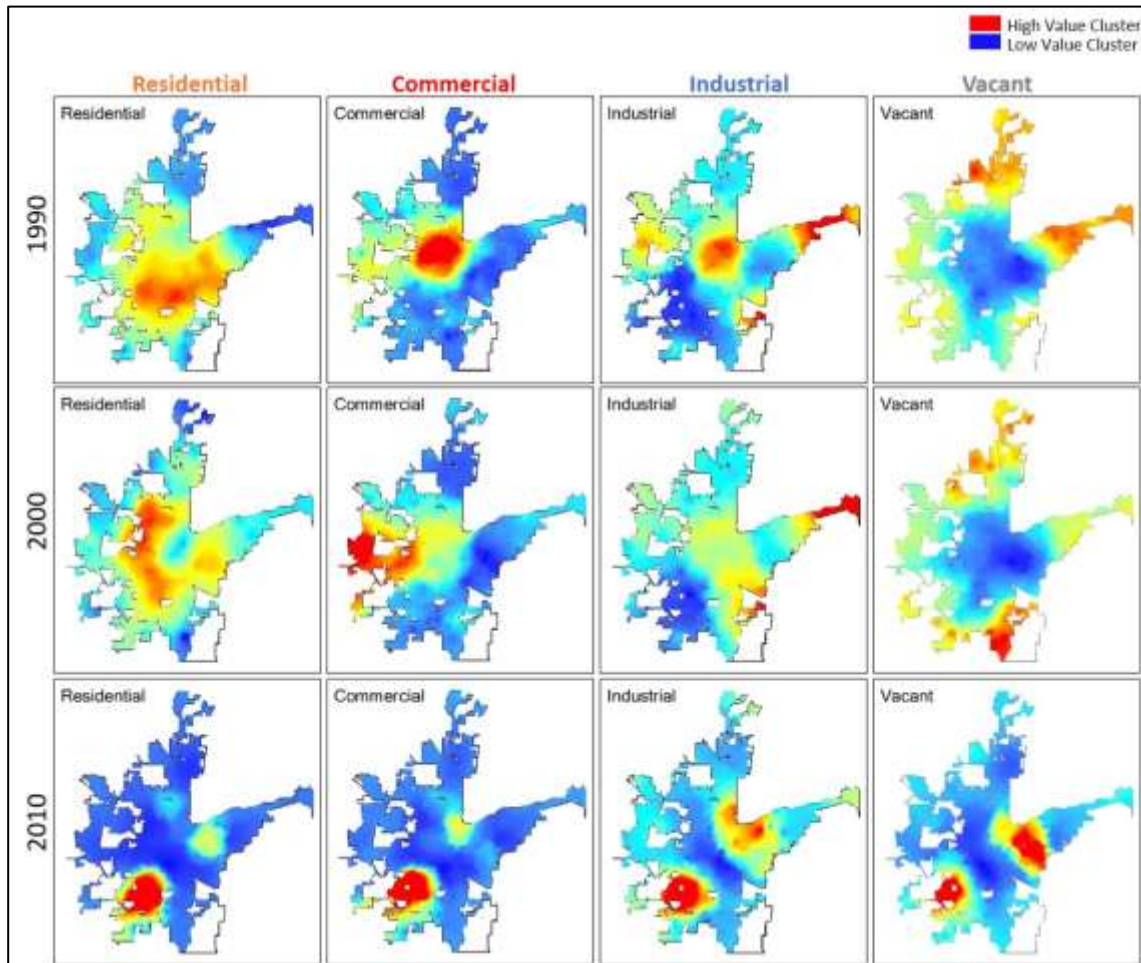 High Value Cluster
Low Value Cluster
Residential Commercial Industrial Vacant
1990
Residential Commercial Industrial Vacant
2000
Residential Commercial Industrial Vacant
2010
Residential Commercial Industrial Vacant